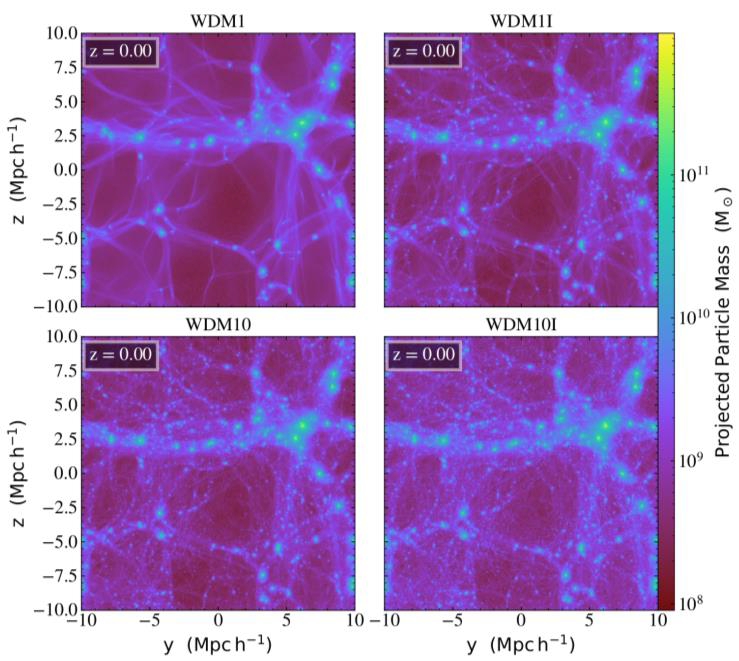 WDM1
WDM1I
z = 0.00
z = 0.00
10.0
7.5
5.0
2.5
0.0
−2.5
−5.0
−7.5
−10.0
z (Mpc h⁻¹)
WDM10
WDM10I
z = 0.00
z = 0.00
10.0
7.5
5.0
2.5
0.0
−2.5
−5.0
−7.5
−10.0
z (Mpc h⁻¹)
−10 −5 0 5 10
−10 −5 0 5 10
y (Mpc h⁻¹)
y (Mpc h⁻¹)
10¹¹
10¹⁰
10⁹
10⁸
Projected Particle Mass (M⊙)